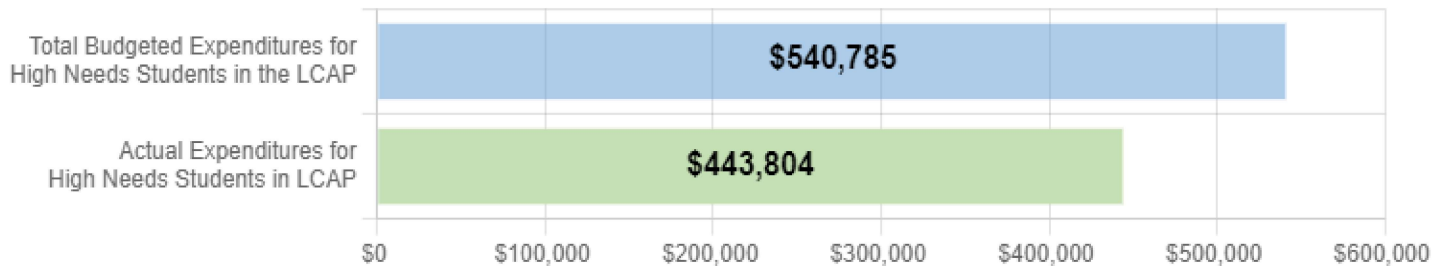 Total Budgeted Expenditures for
High Needs Students in the LCAP
$540,785
Actual Expenditures for
High Needs Students in LCAP
$443,804
$0 $100,000 $200,000 $300,000 $400,000 $500,000 $600,000